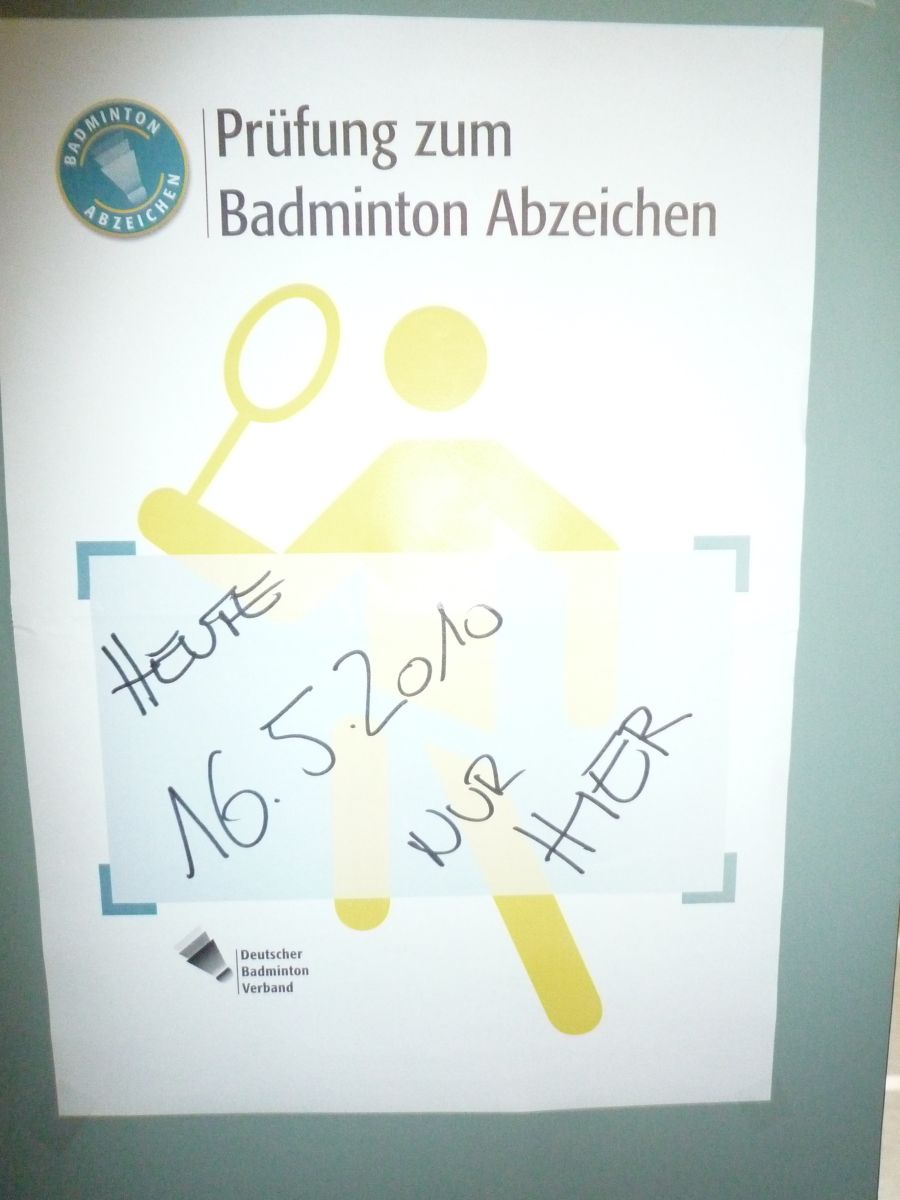 BADMINTON
ABZEICHEN
Prüfung zum
Badminton Abzeichen
HEUTE
16.5.2010
NUR
HIER
Deutscher
Badminton
Verband